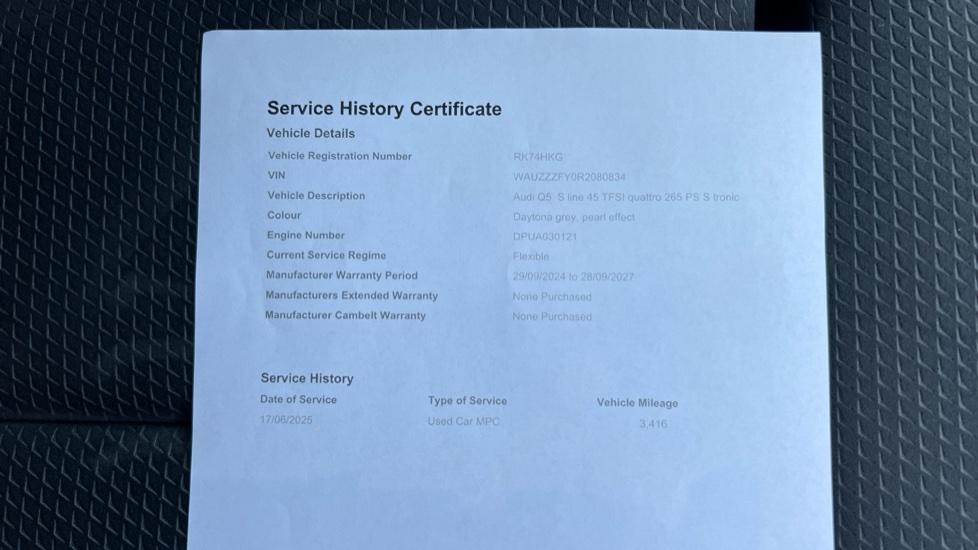 Service History Certificate
Vehicle Details
Vehicle Registration Number RK74HKG
VIN WAUZZZFY0R2080834
Vehicle Description Audi Q5 S line 45 TFSI quattro 265 PS S tronic
Colour Daytona grey, pearl effect
Engine Number DPUA030121
Current Service Regime Flexible
Manufacturer Warranty Period 29/09/2024 to 28/09/2027
Manufacturers Extended Warranty None Purchased
Manufacturer Cambelt Warranty None Purchased
Service History
Date of Service Type of Service Vehicle Mileage
17/06/2025 Used Car MPC 3,416